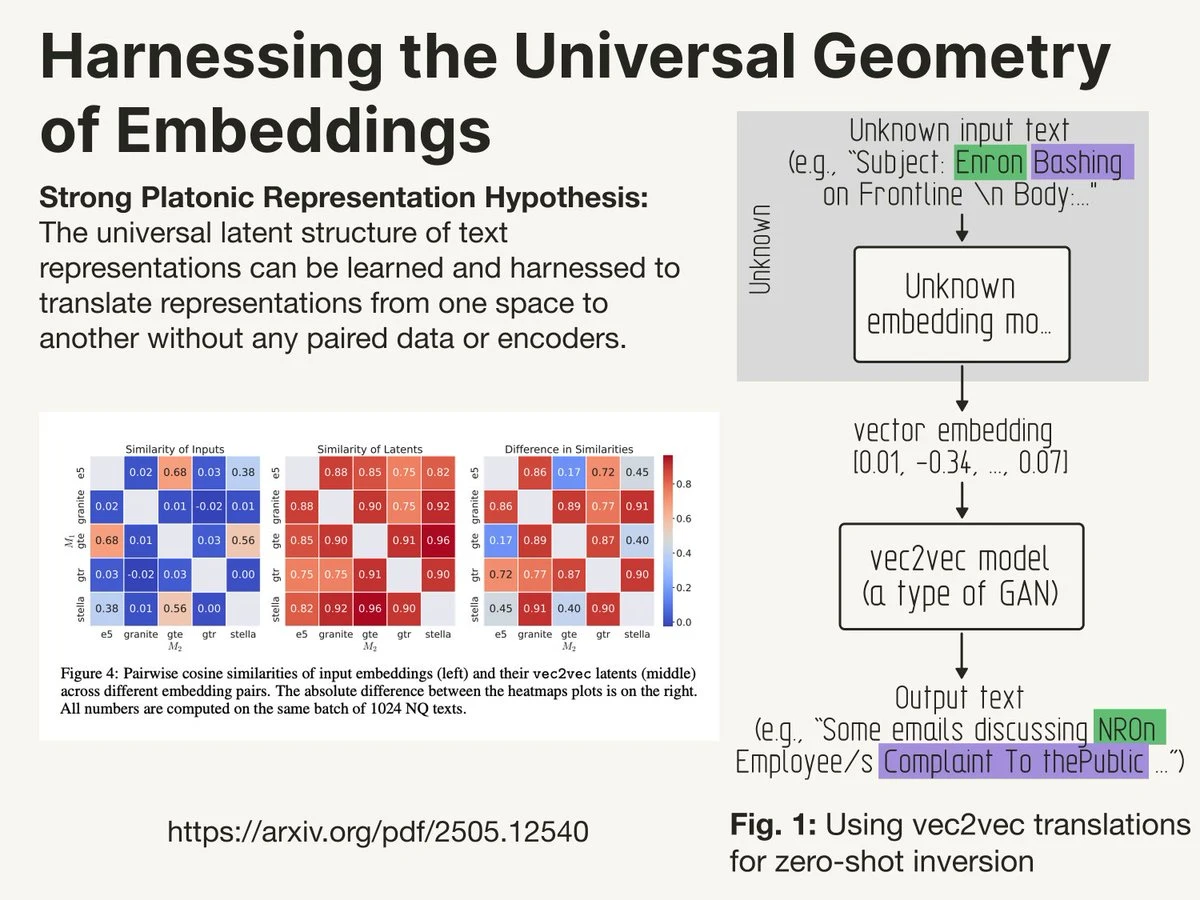 Harnessing the Universal Geometry
of Embeddings
Strong Platonic Representation Hypothesis:
The universal latent structure of text
representations can be learned and harnessed to
translate representations from one space to
another without any paired data or encoders.
Similarity of Inputs
e5 0.02 0.68 0.03 0.38
granite 0.02 0.01 -0.02 0.01
M₁
gte 0.68 0.01 0.03 0.56
gtr 0.03 -0.02 0.03 0.00
stella 0.38 0.01 0.56 0.00
e5 granite gte gtr stella
M₂
Similarity of Latents
e5 0.88 0.85 0.75 0.82
granite 0.88 0.90 0.75 0.92
gte 0.85 0.90 0.91 0.96
gtr 0.75 0.75 0.91 0.90
stella 0.82 0.92 0.96 0.90
e5 granite gte gtr stella
M₂
Difference in Similarities
e5 0.86 0.17 0.72 0.45
granite 0.86 0.89 0.77 0.91
gte 0.17 0.89 0.87 0.40
gtr 0.72 0.77 0.87 0.90
stella 0.45 0.91 0.40 0.90
e5 granite gte gtr stella
M₂
0.8
0.6
0.4
0.2
0.0
Figure 4: Pairwise cosine similarities of input embeddings (left) and their vec2vec latents (middle)
across different embedding pairs. The absolute difference between the heatmaps plots is on the right.
All numbers are computed on the same batch of 1024 NQ texts.
https://arxiv.org/pdf/2505.12540
Unknown
Unknown input text
(e.g., “Subject: Enron Bashing
on Frontline \n Body:..."
Unknown
embedding mo...
vector embedding
[0.01, -0.34, ..., 0.07]
vec2vec model
(a type of GAN)
Output text
(e.g., “Some emails discussing NROn
Employee/s Complaint To thePublic ...”)
Fig. 1: Using vec2vec translations
for zero-shot inversion